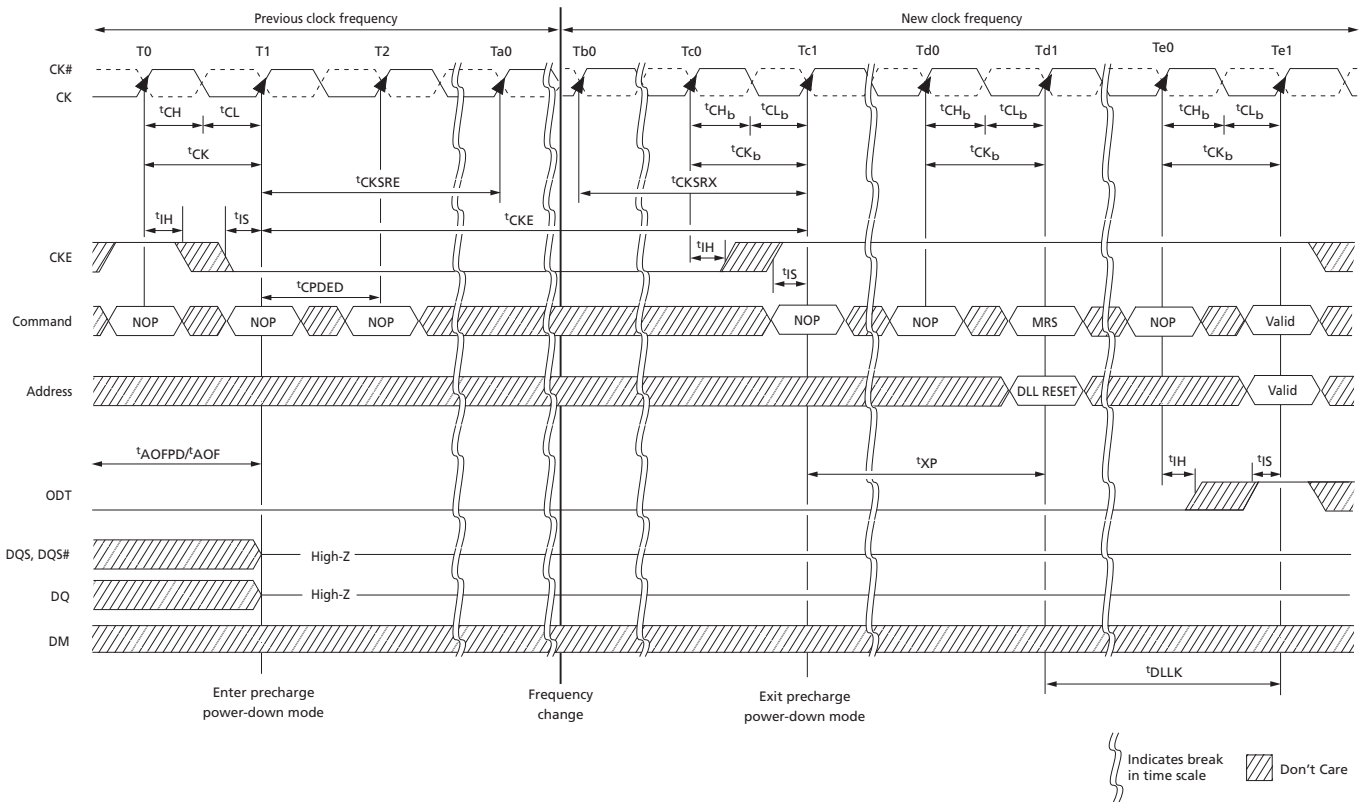 Previous clock frequency New clock frequency
T0 T1 T2 Ta0 Tb0 Tc0 Tc1 Td0 Td1 Te0 Te1
CK#
CK
tCH tCL tCHb tCLb tCHb tCLb tCHb tCLb
tCK tCKb tCKb tCKb
tCKSRE tCKSRX
tIH tIS tCKE
CKE tIH
tIS
tCPDED
Command NOP NOP NOP NOP NOP MRS NOP Valid
Address DLL RESET Valid
tAOFPD/tAOF tXP tIH tIS
ODT
DQS, DQS# High-Z
DQ High-Z
DM
tDLLK
Enter precharge
power-down mode
Frequency
change
Exit precharge
power-down mode
Indicates break
in time scale
Don't Care